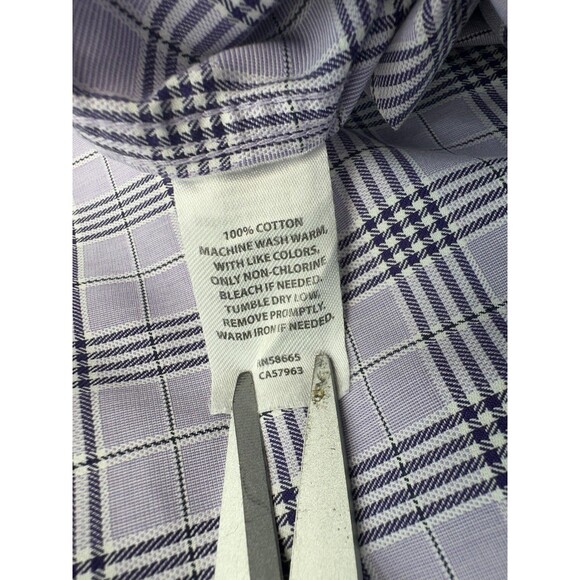 100% COTTON
MACHINE WASH WARM,
WITH LIKE COLORS,
ONLY NON-CHLORINE
BLEACH IF NEEDED.
TUMBLE DRY LOW.
REMOVE PROMPTLY.
WARM IRON IF NEEDED.
RN58665
CA57963